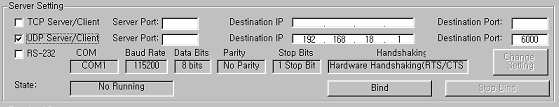 Server Setting
TCP Server/Client Server Port: Destination IP . . . Destination Port:
UDP Server/Client Server Port: Destination IP 192 . 168 . 18 . 1 Destination Port: 6000
RS-232 COM Baud Rate Data Bits Parity Stop Bits Handshaking
COM1 115200 8 bits No Parity 1 Stop Bit Hardware Handshaking(RTS/CTS Change Setting
State: No Running Bind Stop Bind